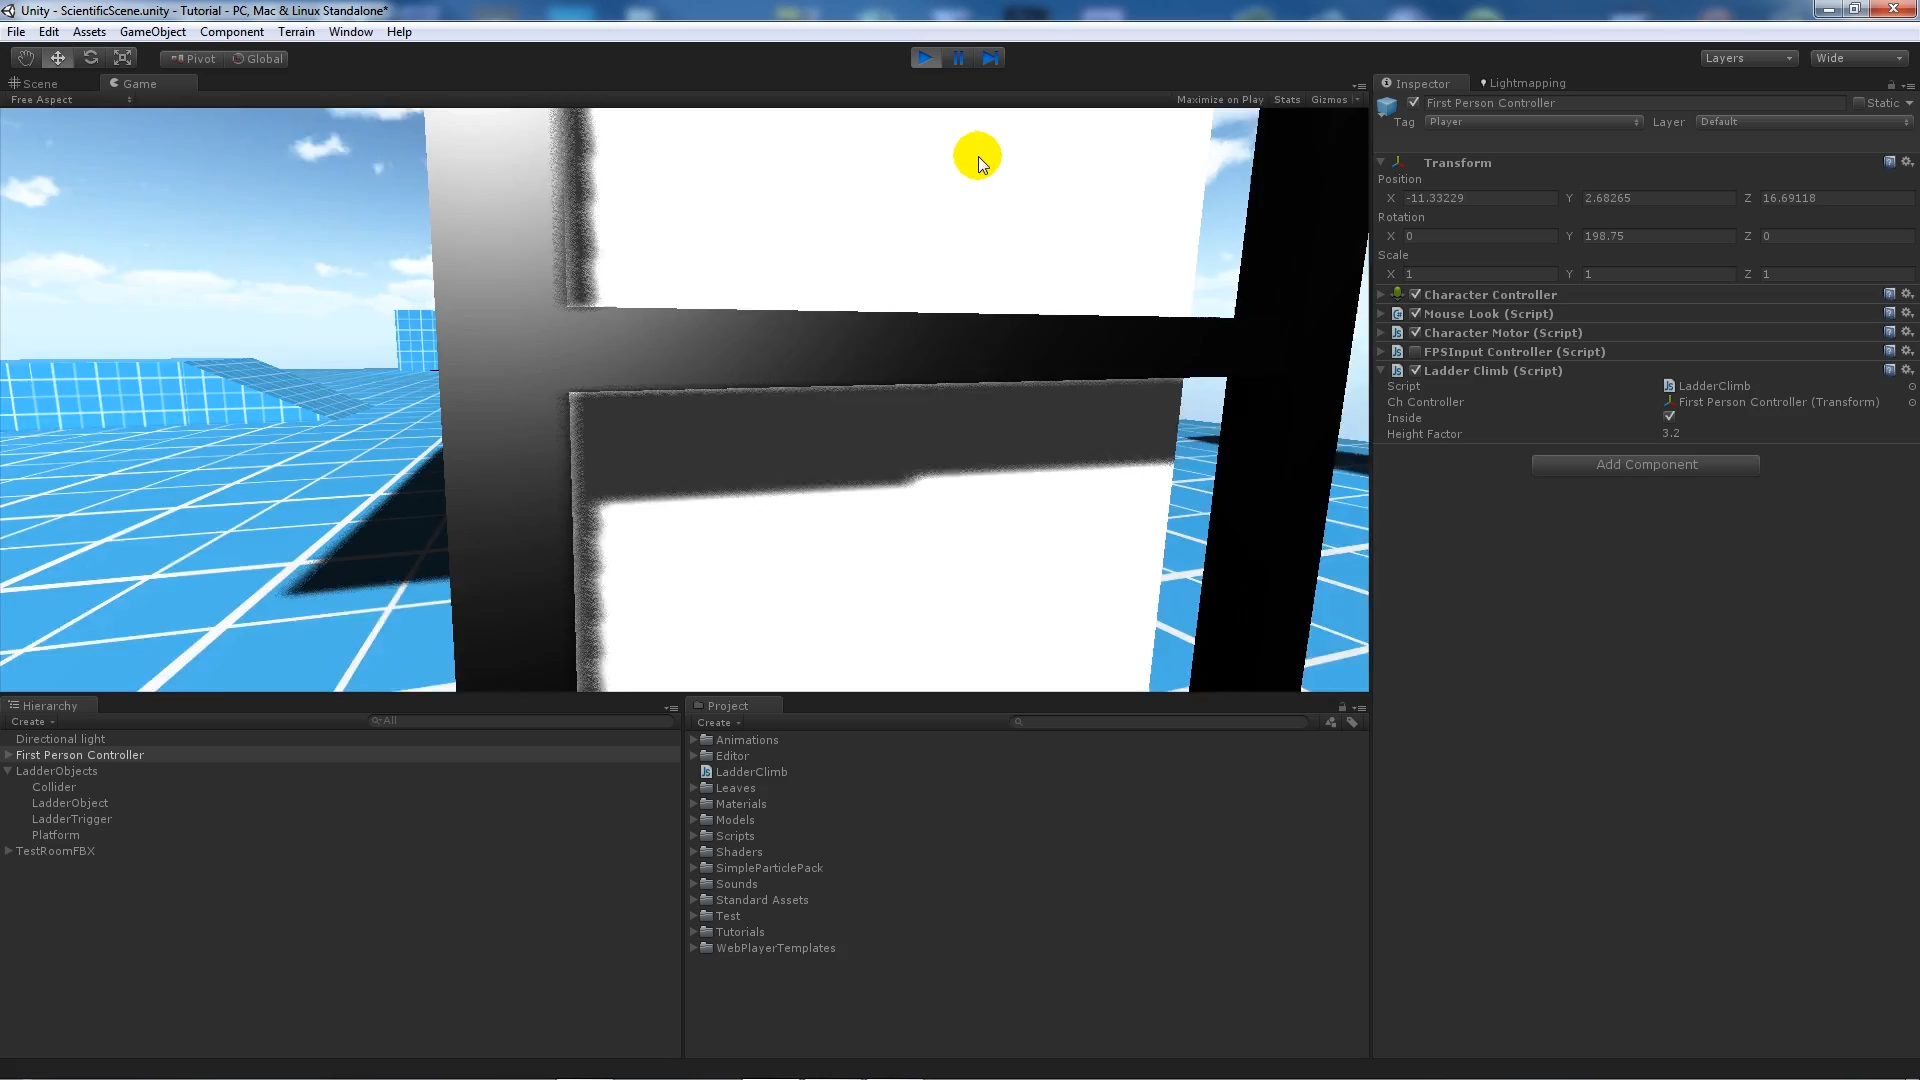 Unity - ScientificScene.unity - Tutorial - PC, Mac & Linux Standalone*
File Edit Assets GameObject Component Terrain Window Help
Pivot Global Layers Wide
Scene Game
Free Aspect Maximize on Play Stats Gizmos
Inspector Lightmapping
First Person Controller Static
Tag Player Layer Default
Transform
Position
X -11.33229 Y 2.68265 Z 16.69118
Rotation
X 0 Y 198.75 Z 0
Scale
X 1 Y 1 Z 1
Character Controller
Mouse Look (Script)
Character Motor (Script)
FPSInput Controller (Script)
Ladder Climb (Script)
Script LadderClimb
Ch Controller First Person Controller (Transform)
Inside
Height Factor 3.2
Add Component
Hierarchy
Create All
Directional light
First Person Controller
LadderObjects
Collider
LadderObject
LadderTrigger
Platform
TestRoomFBX
Project
Create
Animations
Editor
LadderClimb
Leaves
Materials
Models
Scripts
Shaders
SimpleParticlePack
Sounds
Standard Assets
Test
Tutorials
WebPlayerTemplates